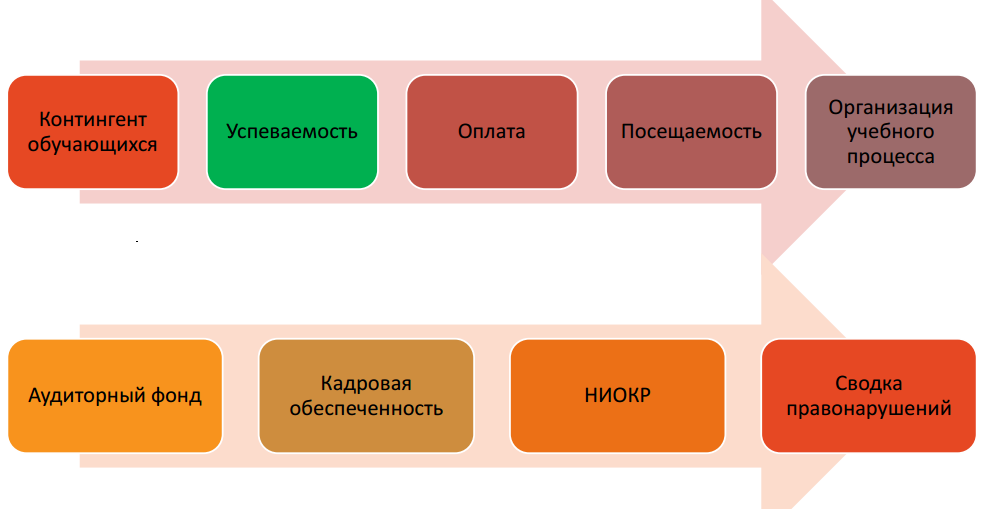 Контингент
обучающихся
Успеваемость
Оплата
Посещаемость
Организация
учебного
процесса
Аудиторный фонд
Кадровая
обеспеченность
НИОКР
Сводка
правонарушений